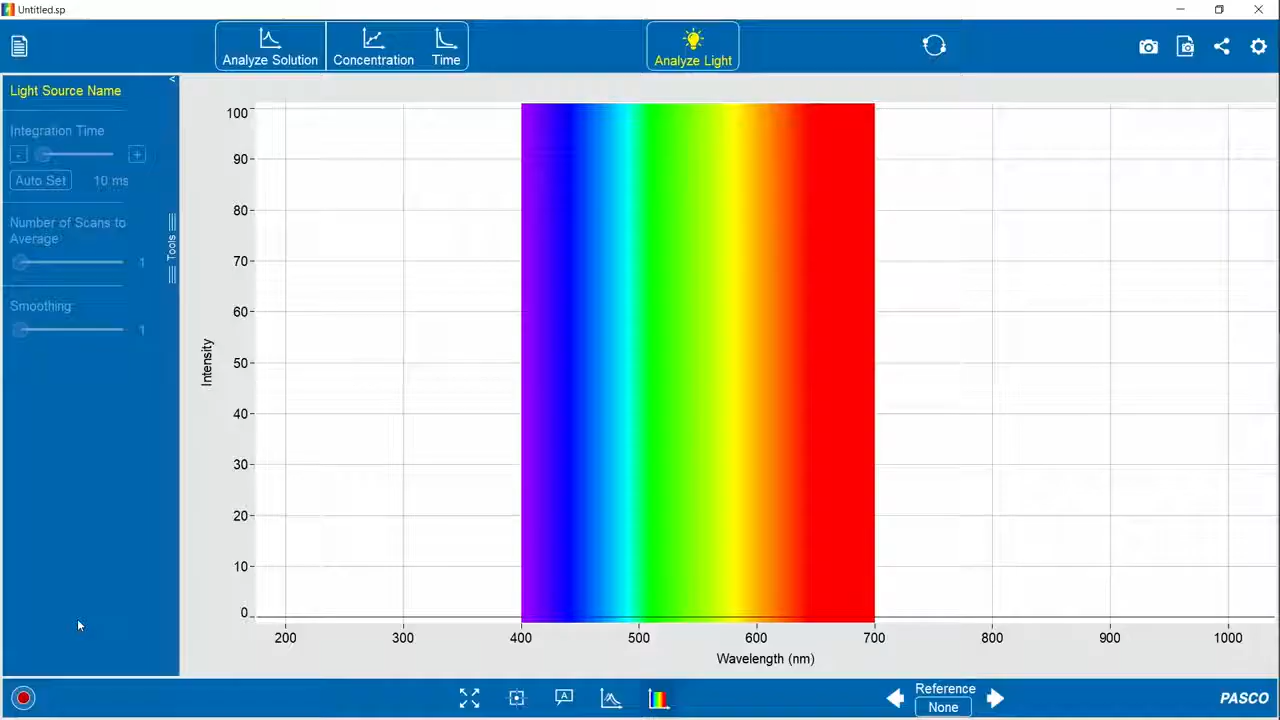 Untitled.sp
Analyze Solution
Concentration
Time
Analyze Light
Light Source Name
Integration Time
-
+
Auto Set
10 ms
Number of Scans to
Average
1
Smoothing
1
<
Tools
Intensity
100
90
80
70
60
50
40
30
20
10
0
200 300 400 500 600 700 800 900 1000
Wavelength (nm)
A
Reference
None
PASCO